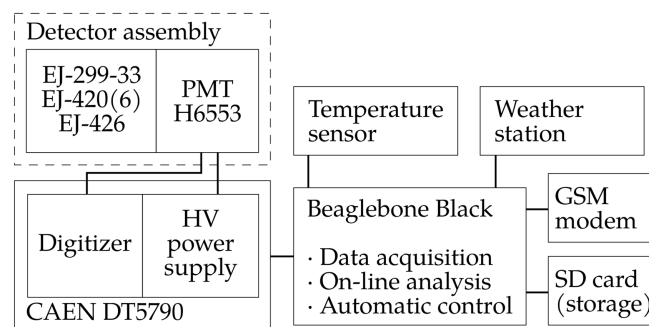 Detector assembly
EJ-299-33
EJ-420(6)
EJ-426
PMT
H6553
Temperature
sensor
Weather
station
Digitizer
HV
power
supply
CAEN DT5790
Beaglebone Black
· Data acquisition
· On-line analysis
· Automatic control
GSM
modem
SD card
(storage)